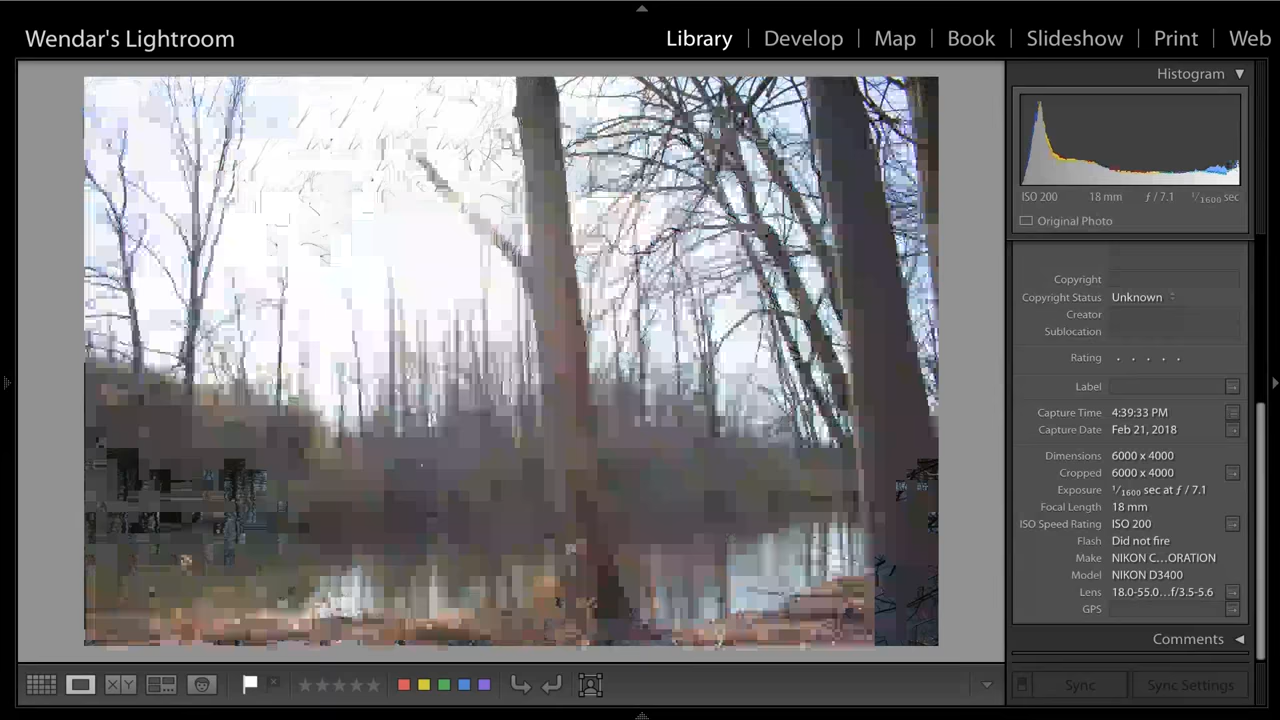 Wendar's Lightroom
Library | Develop | Map | Book | Slideshow | Print | Web
Histogram
ISO 200 18 mm ƒ / 7.1 1/1600 sec
Original Photo
Copyright
Copyright Status Unknown
Creator
Sublocation
Rating . . . . .
Label
Capture Time 4:39:33 PM
Capture Date Feb 21, 2018
Dimensions 6000 x 4000
Cropped 6000 x 4000
Exposure 1/1600 sec at ƒ / 7.1
Focal Length 18 mm
ISO Speed Rating ISO 200
Flash Did not fire
Make NIKON C...ORATION
Model NIKON D3400
Lens 18.0-55.0...f/3.5-5.6
GPS
Comments
X Y
Sync Sync Settings